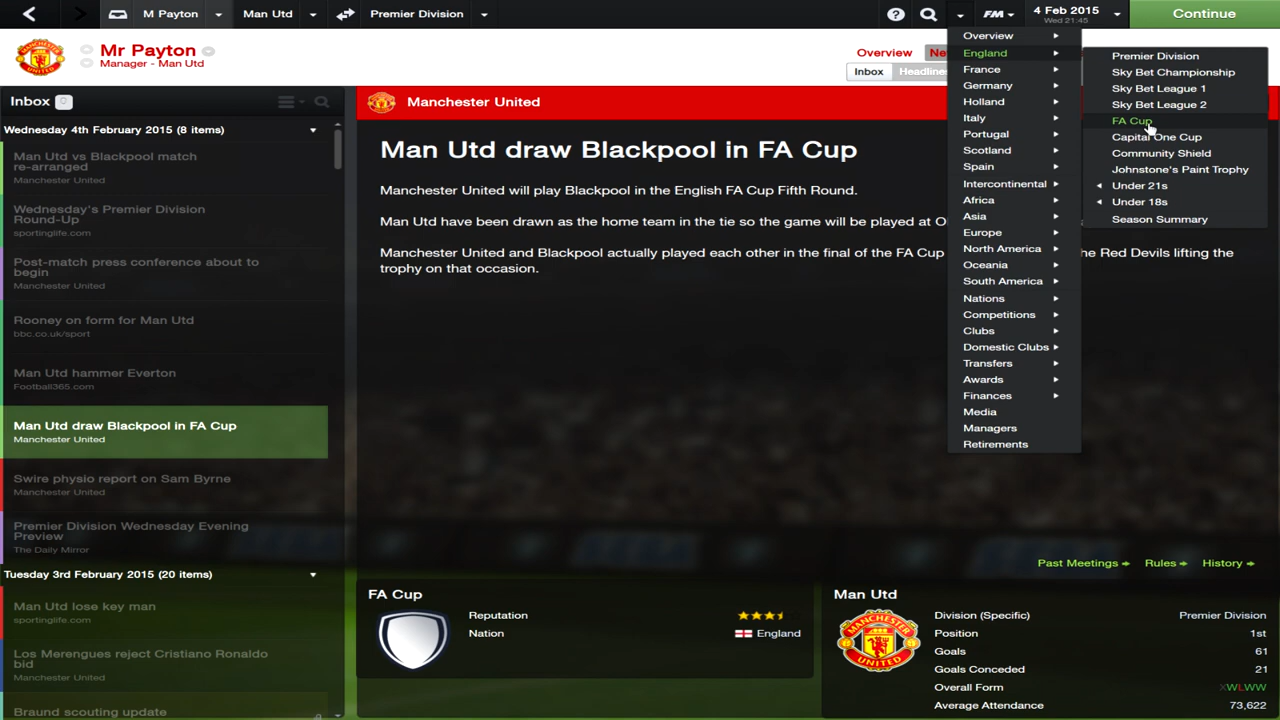 M Payton
Man Utd
Premier Division
FM
4 Feb 2015
Wed 21:45
Continue
Mr Payton
Manager - Man Utd
Overview
Inbox
Inbox
Wednesday 4th February 2015 (8 items)
Man Utd vs Blackpool match
re-arranged
Manchester United
Wednesday's Premier Division
Round-Up
sportinglife.com
Post-match press conference about to
begin
Manchester United
Rooney on form for Man Utd
bbc.co.uk/sport
Man Utd hammer Everton
Football365.com
Man Utd draw Blackpool in FA Cup
Manchester United
Swire physio report on Sam Byrne
Manchester United
Premier Division Wednesday Evening
Preview
The Daily Mirror
Tuesday 3rd February 2015 (20 items)
Man Utd lose key man
sportinglife.com
Los Merengues reject Cristiano Ronaldo
bid
Manchester United
Braund scouting update
Manchester United
Man Utd draw Blackpool in FA Cup
Manchester United will play Blackpool in the English FA Cup Fifth Round.
Man Utd have been drawn as the home team in the tie so the game will be played at
Manchester United and Blackpool actually played each other in the final of the FA Cup
he Red Devils lifting the
trophy on that occasion.
Overview
England
France
Germany
Holland
Italy
Portugal
Scotland
Spain
Intercontinental
Africa
Asia
Europe
North America
Oceania
South America
Nations
Competitions
Clubs
Domestic Clubs
Transfers
Awards
Finances
Media
Managers
Retirements
Premier Division
Sky Bet Championship
Sky Bet League 1
Sky Bet League 2
FA Cup
Capital One Cup
Community Shield
Johnstone's Paint Trophy
Under 21s
Under 18s
Season Summary
Past Meetings
Rules
History
FA Cup
Reputation
Nation
England
Man Utd
Division (Specific) Premier Division
Position 1st
Goals 61
Goals Conceded 21
Overall Form XWLWW
Average Attendance 73,622